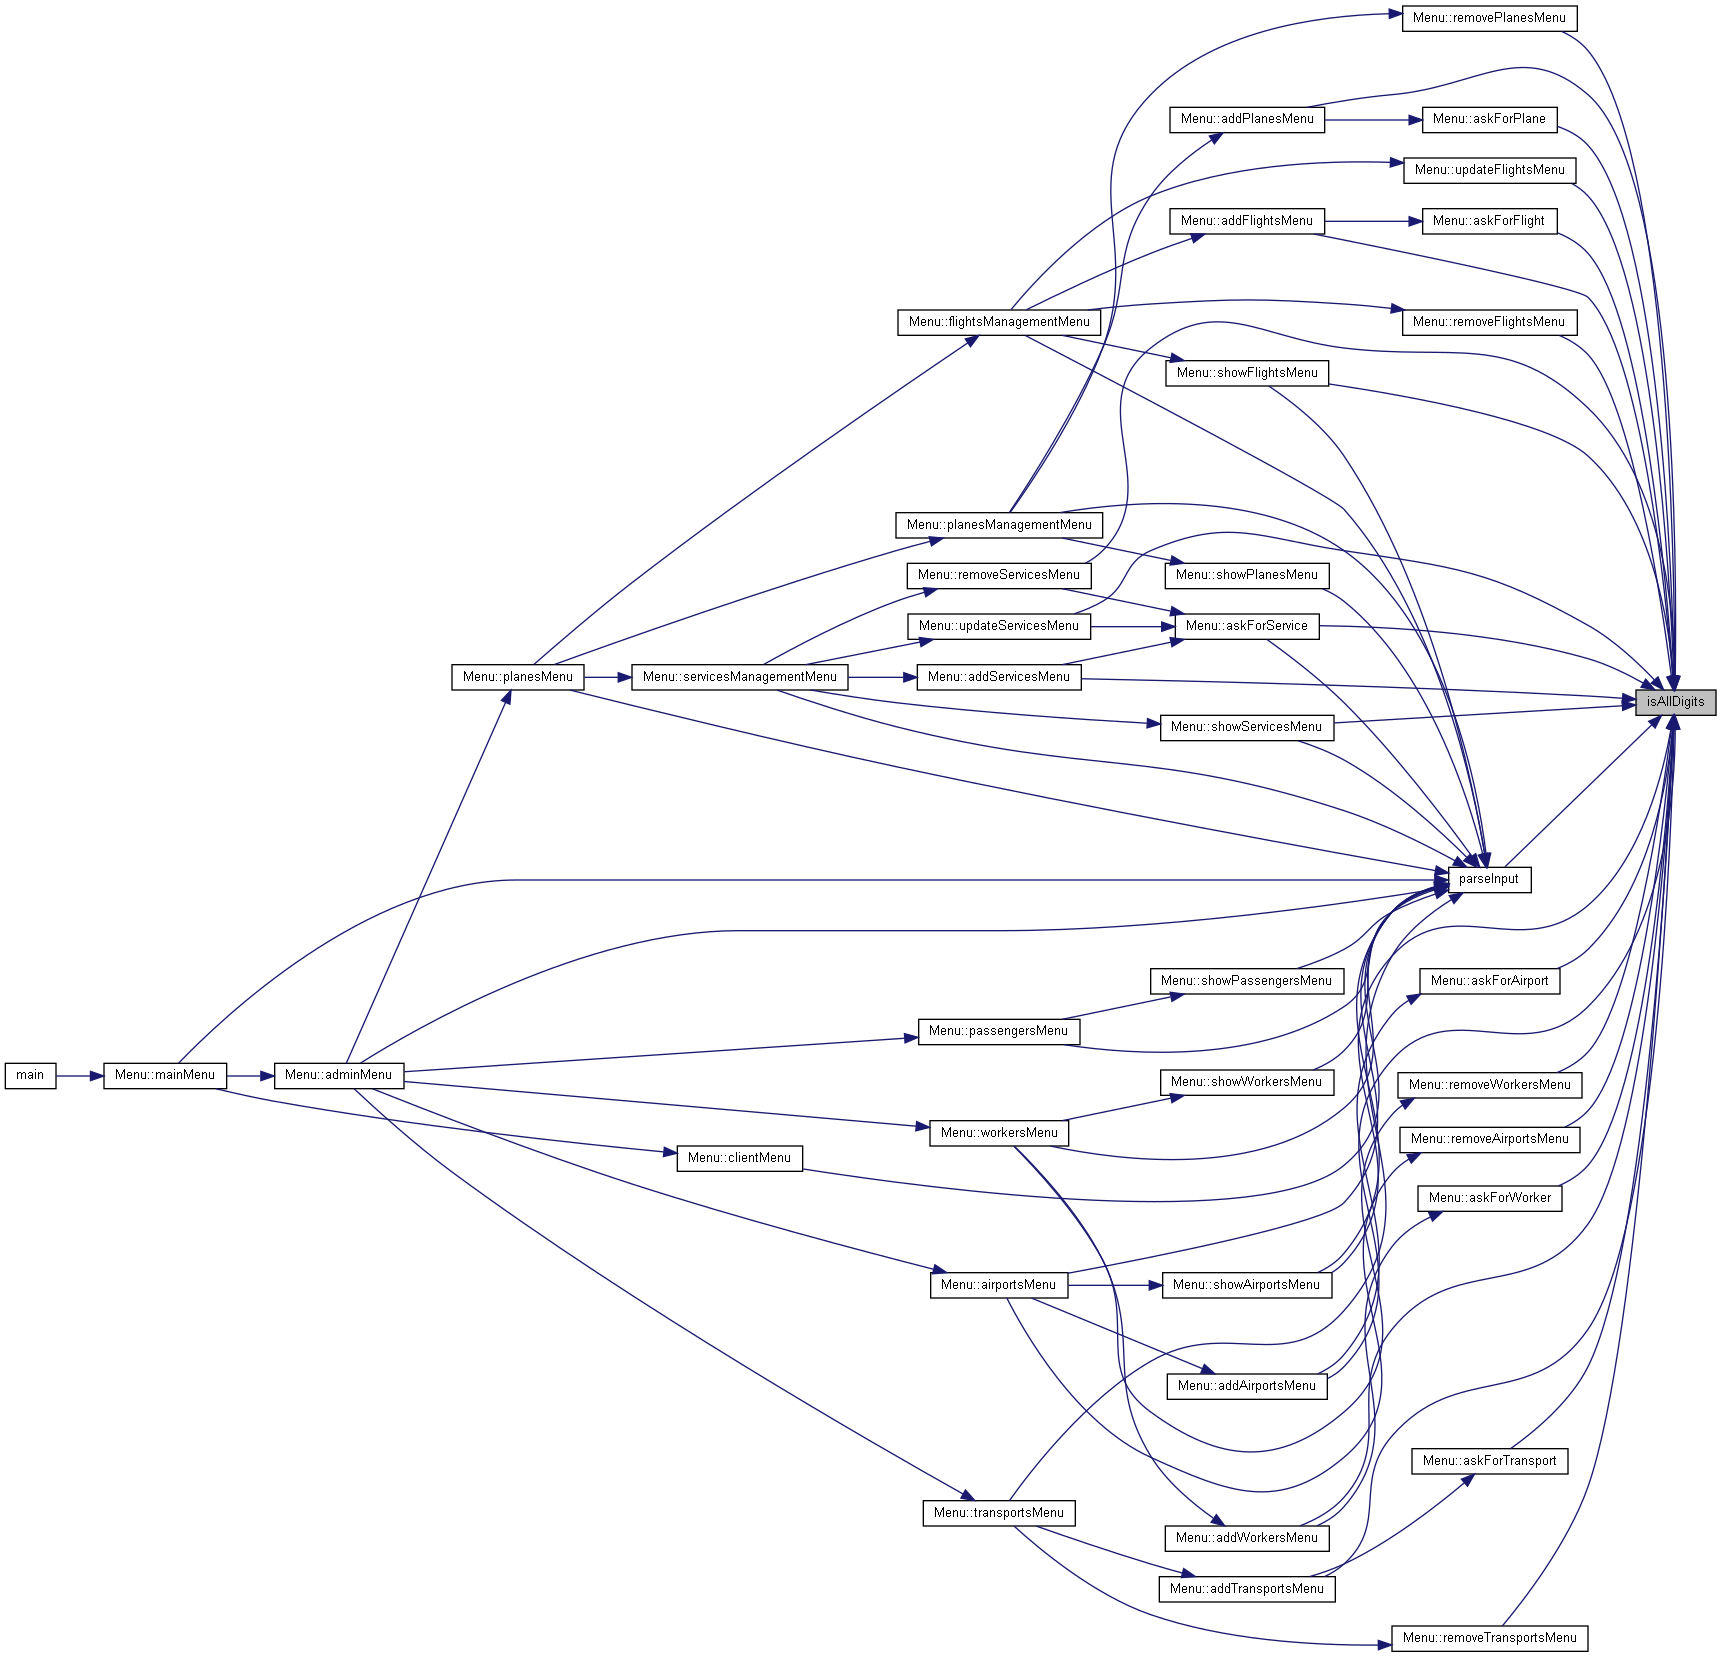 Menu::removePlanesMenu
Menu::addPlanesMenu
Menu::askForPlane
Menu::updateFlightsMenu
Menu::addFlightsMenu
Menu::askForFlight
Menu::flightsManagementMenu
Menu::removeFlightsMenu
Menu::showFlightsMenu
Menu::planesManagementMenu
Menu::removeServicesMenu
Menu::showPlanesMenu
Menu::updateServicesMenu
Menu::askForService
Menu::planesMenu
Menu::servicesManagementMenu
Menu::addServicesMenu
isAllDigits
Menu::showServicesMenu
parseInput
Menu::showPassengersMenu
Menu::askForAirport
Menu::passengersMenu
main
Menu::mainMenu
Menu::adminMenu
Menu::showWorkersMenu
Menu::removeWorkersMenu
Menu::workersMenu
Menu::removeAirportsMenu
Menu::clientMenu
Menu::askForWorker
Menu::airportsMenu
Menu::showAirportsMenu
Menu::addAirportsMenu
Menu::askForTransport
Menu::transportsMenu
Menu::addWorkersMenu
Menu::addTransportsMenu
Menu::removeTransportsMenu